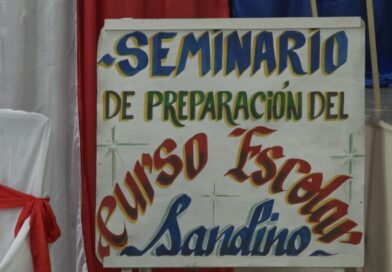 -SEMINARIO
DE PREPARACIÓN DEL
CURSO ESCOLAR
Sandino